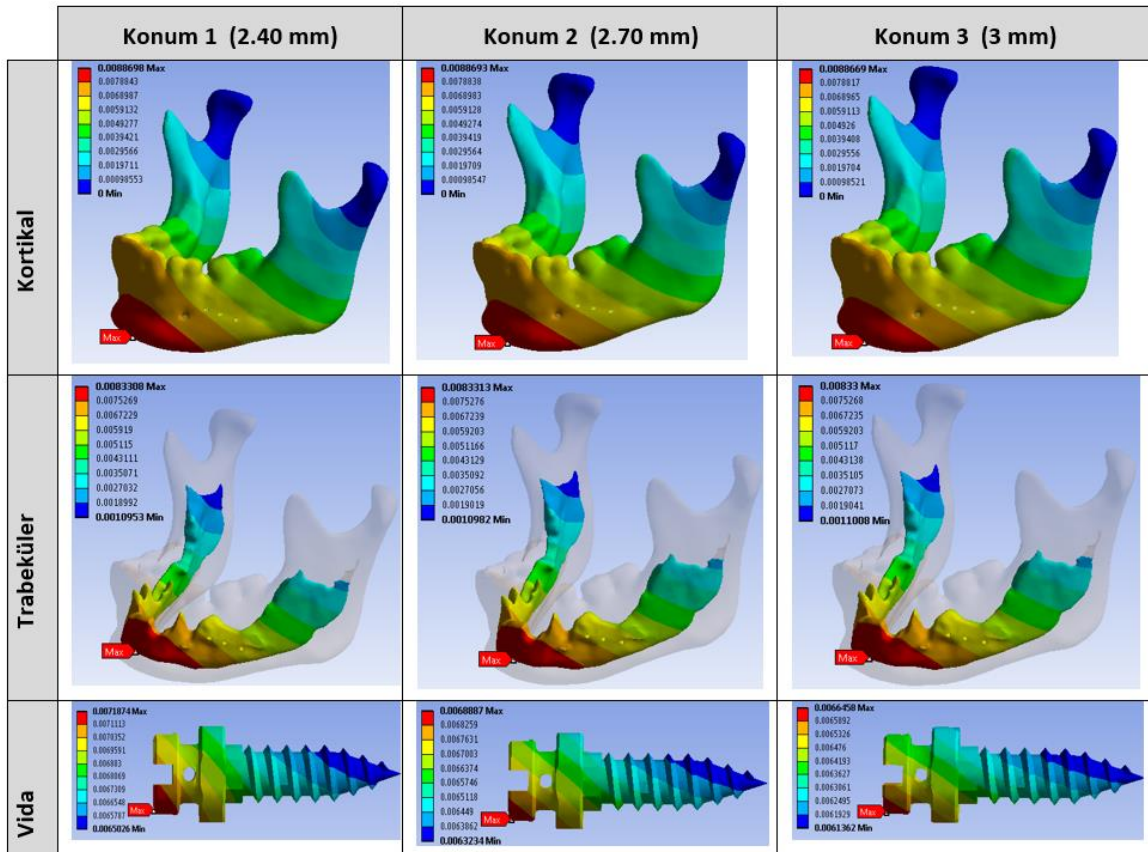 Konum 1 (2.40 mm)
Konum 2 (2.70 mm)
Konum 3 (3 mm)
Kortikal
0.0088698 Max
0.0078843
0.0068987
0.0059132
0.0049277
0.0039421
0.0029566
0.0019711
0.00098553
0 Min
Max
0.0088693 Max
0.0078838
0.0068983
0.0059128
0.0049274
0.0039419
0.0029564
0.0019709
0.00098547
0 Min
Max
0.0088669 Max
0.0078817
0.0068965
0.0059113
0.004926
0.0039408
0.0029556
0.0019704
0.00098521
0 Min
Max
Trabeküler
0.0083308 Max
0.0075269
0.0067229
0.005919
0.005115
0.0043111
0.0035071
0.0027032
0.0018992
0.0010953 Min
Max
0.0083313 Max
0.0075276
0.0067239
0.0059203
0.0051166
0.0043129
0.0035092
0.0027056
0.0019019
0.0010982 Min
Max
0.00833 Max
0.0075268
0.0067235
0.0059203
0.005117
0.0043138
0.0035105
0.0027073
0.0019041
0.0011008 Min
Max
Vida
0.0071874 Max
0.0071113
0.0070352
0.0069591
0.006883
0.0068069
0.0067309
0.0066548
0.0065787
0.0065026 Min
Max
0.0068887 Max
0.0068259
0.0067631
0.0067003
0.0066374
0.0065746
0.0065118
0.006449
0.0063862
0.0063234 Min
Max
0.0066458 Max
0.0065892
0.0065326
0.006476
0.0064193
0.0063627
0.0063061
0.0062495
0.0061929
0.0061362 Min
Max